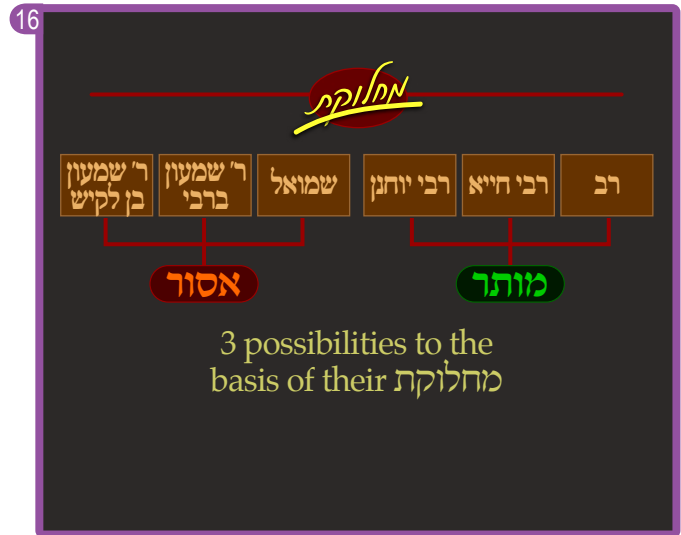 16
מחלוקת
רב
רבי חייא
רבי יוחנן
שמואל
ר' שמעון
ברבי
ר' שמעון
בן לקיש
מותר
אסור
3 possibilities to the
basis of their מחלוקת